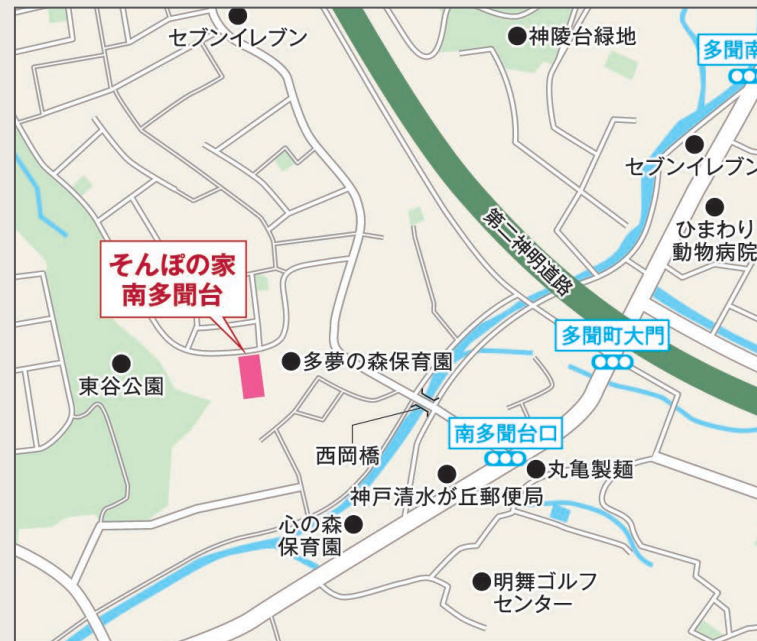 セブンイレブン
神陵台緑地
多聞南
セブンイレブン
ひまわり
動物病院
第二神明道路
そんぽの家
南多聞台
多聞町大門
多夢の森保育園
東谷公園
西岡橋
南多聞台口
丸亀製麺
神戸清水が丘郵便局
心の森
保育園
明舞ゴルフ
センター